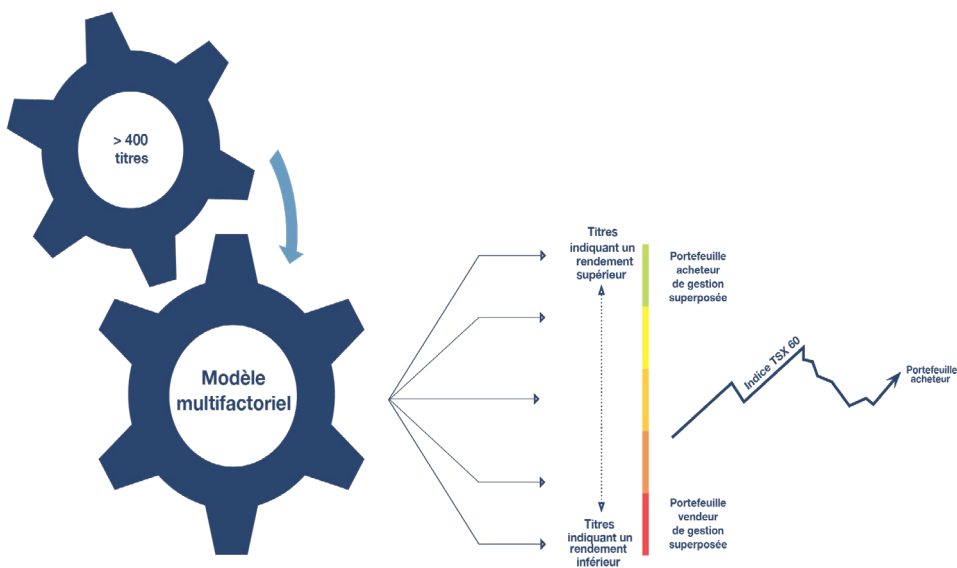 > 400
titres
Modèle
multifactoriel
Titres
indiquant un
rendement
supérieur
Titres
indiquant un
rendement
inférieur
Portefeuille
acheteur
de gestion
superposée
Portefeuille
vendeur
de gestion
superposée
Indice TSX 60
Portefeuille
acheteur